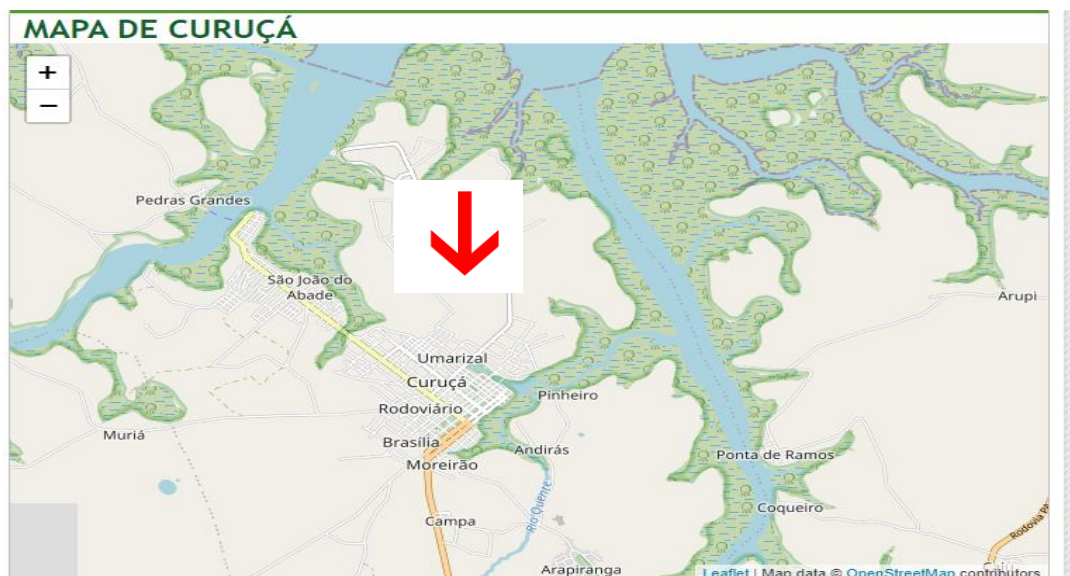 MAPA DE CURUÇÁ
+
−
Pedras Grandes
São João do
Abade
Arupi
Umarizal
Curuçá
Pinheiro
Rodoviário
Muriá
Brasília
Andirás
Moreirão
Ponta de Ramos
Rio Quente
Coqueiro
Campa
Rodovia
Arapiranga
Leaflet | Map data © OpenStreetMap contributors